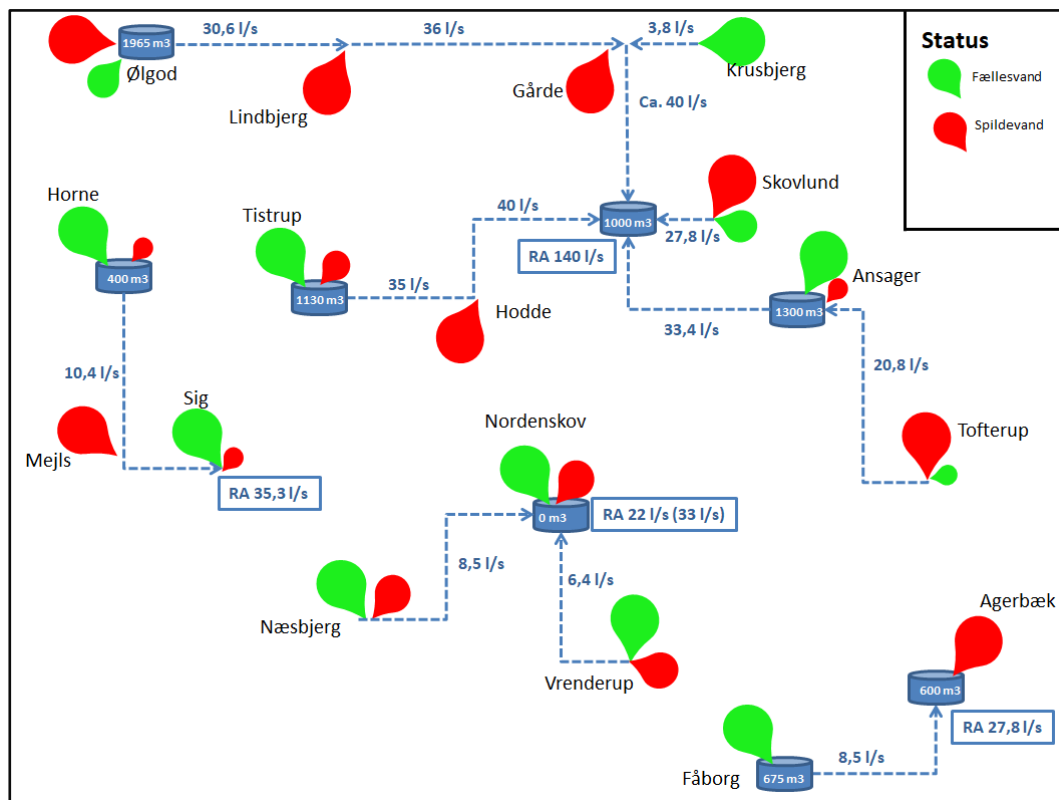 30,6 l/s
36 l/s
3,8 l/s
Status
1965 m3
Ølgod
Krusbjerg
Fællesvand
Lindbjerg
Gårde
Ca. 40 l/s
Spildevand
Horne
Tistrup
40 l/s
Skovlund
1000 m3
27,8 l/s
RA 140 l/s
400 m3
1130 m3
35 l/s
Hodde
Ansager
1300 m3
33,4 l/s
10,4 l/s
20,8 l/s
Sig
Mejls
Nordenskov
Tofterup
RA 35,3 l/s
0 m3
RA 22 l/s (33 l/s)
8,5 l/s
6,4 l/s
Næsbjerg
Agerbæk
Vrenderup
600 m3
RA 27,8 l/s
Fåborg
675 m3
8,5 l/s